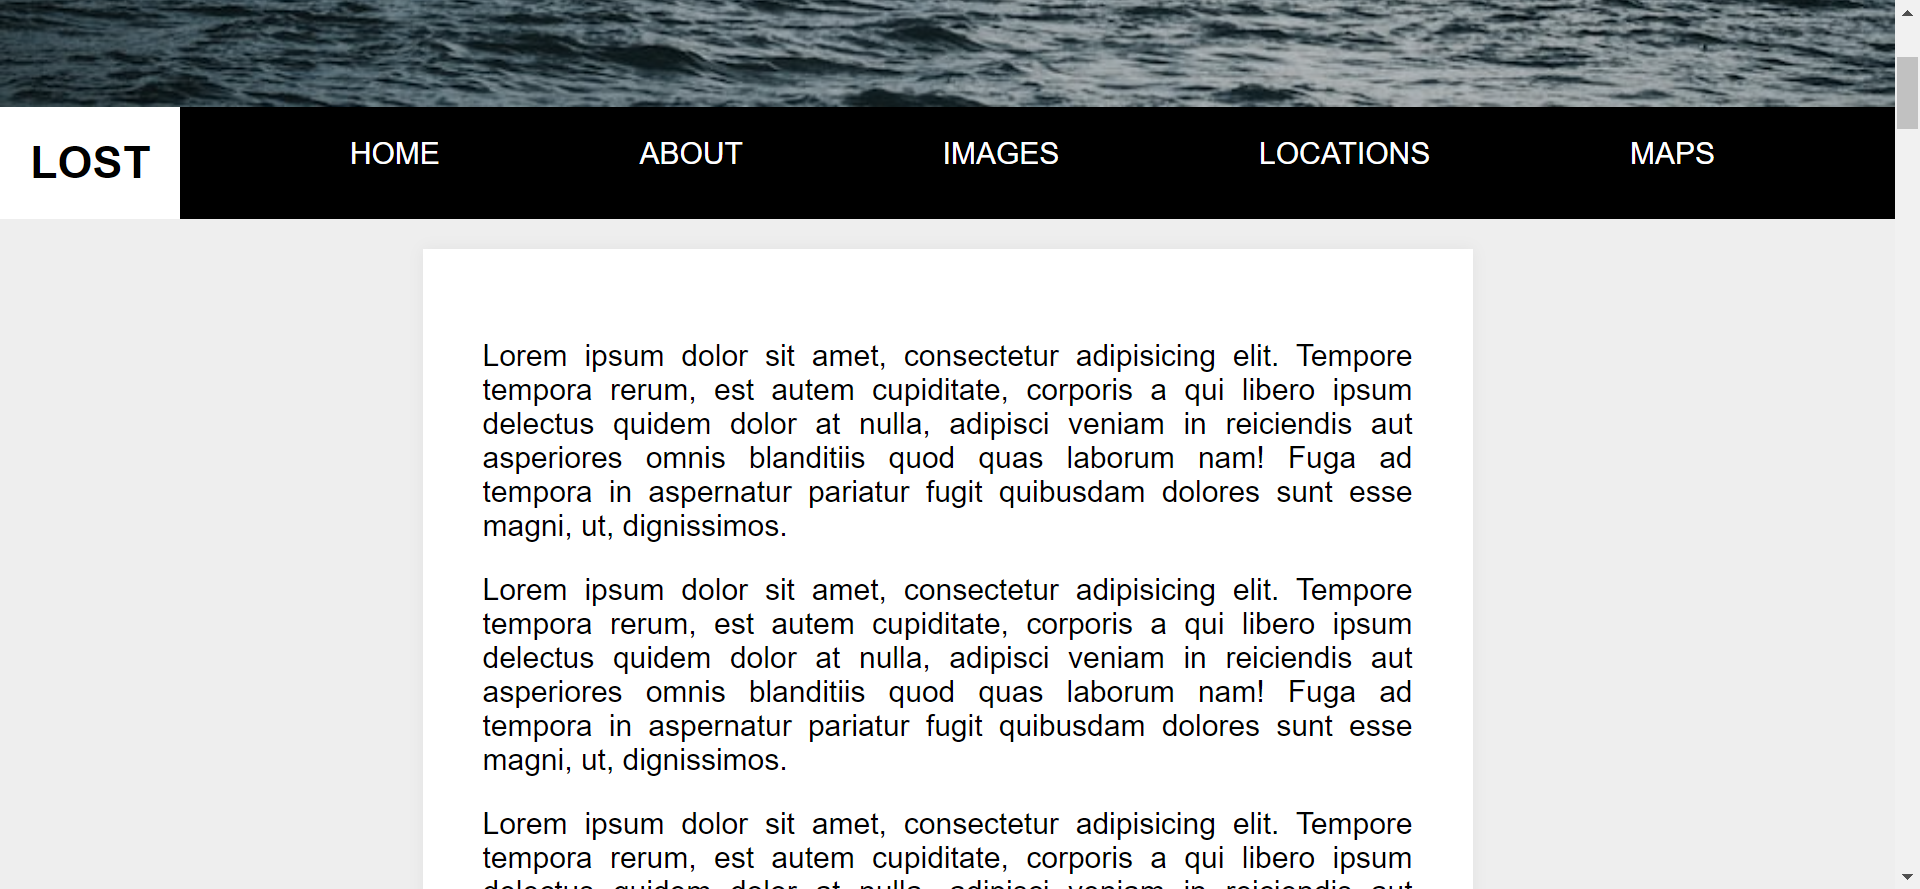 LOST HOME ABOUT IMAGES LOCATIONS MAPS
Lorem ipsum dolor sit amet, consectetur adipisicing elit. Tempore
tempora rerum, est autem cupiditate, corporis a qui libero ipsum
delectus quidem dolor at nulla, adipisci veniam in reiciendis aut
asperiores omnis blanditiis quod quas laborum nam! Fuga ad
tempora in aspernatur pariatur fugit quibusdam dolores sunt esse
magni, ut, dignissimos.
Lorem ipsum dolor sit amet, consectetur adipisicing elit. Tempore
tempora rerum, est autem cupiditate, corporis a qui libero ipsum
delectus quidem dolor at nulla, adipisci veniam in reiciendis aut
asperiores omnis blanditiis quod quas laborum nam! Fuga ad
tempora in aspernatur pariatur fugit quibusdam dolores sunt esse
magni, ut, dignissimos.
Lorem ipsum dolor sit amet, consectetur adipisicing elit. Tempore
tempora rerum, est autem cupiditate, corporis a qui libero ipsum